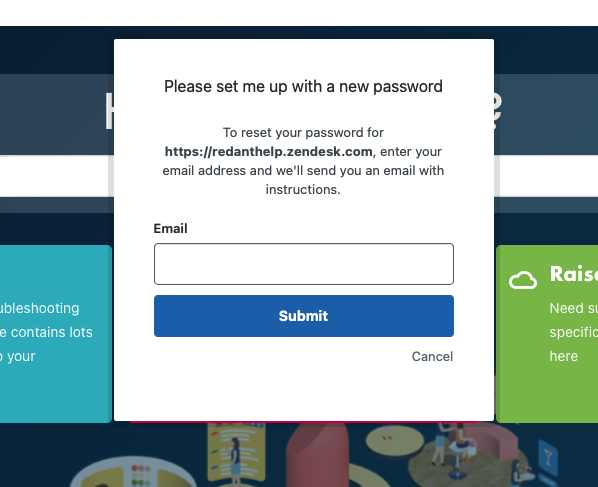 Please set me up with a new password
To reset your password for
https://redanthelp.zendesk.com, enter your
email address and we'll send you an email with
instructions.
Email
Submit
Cancel
ubleshooting
e contains lots
your
Rais
Need su
specific
here